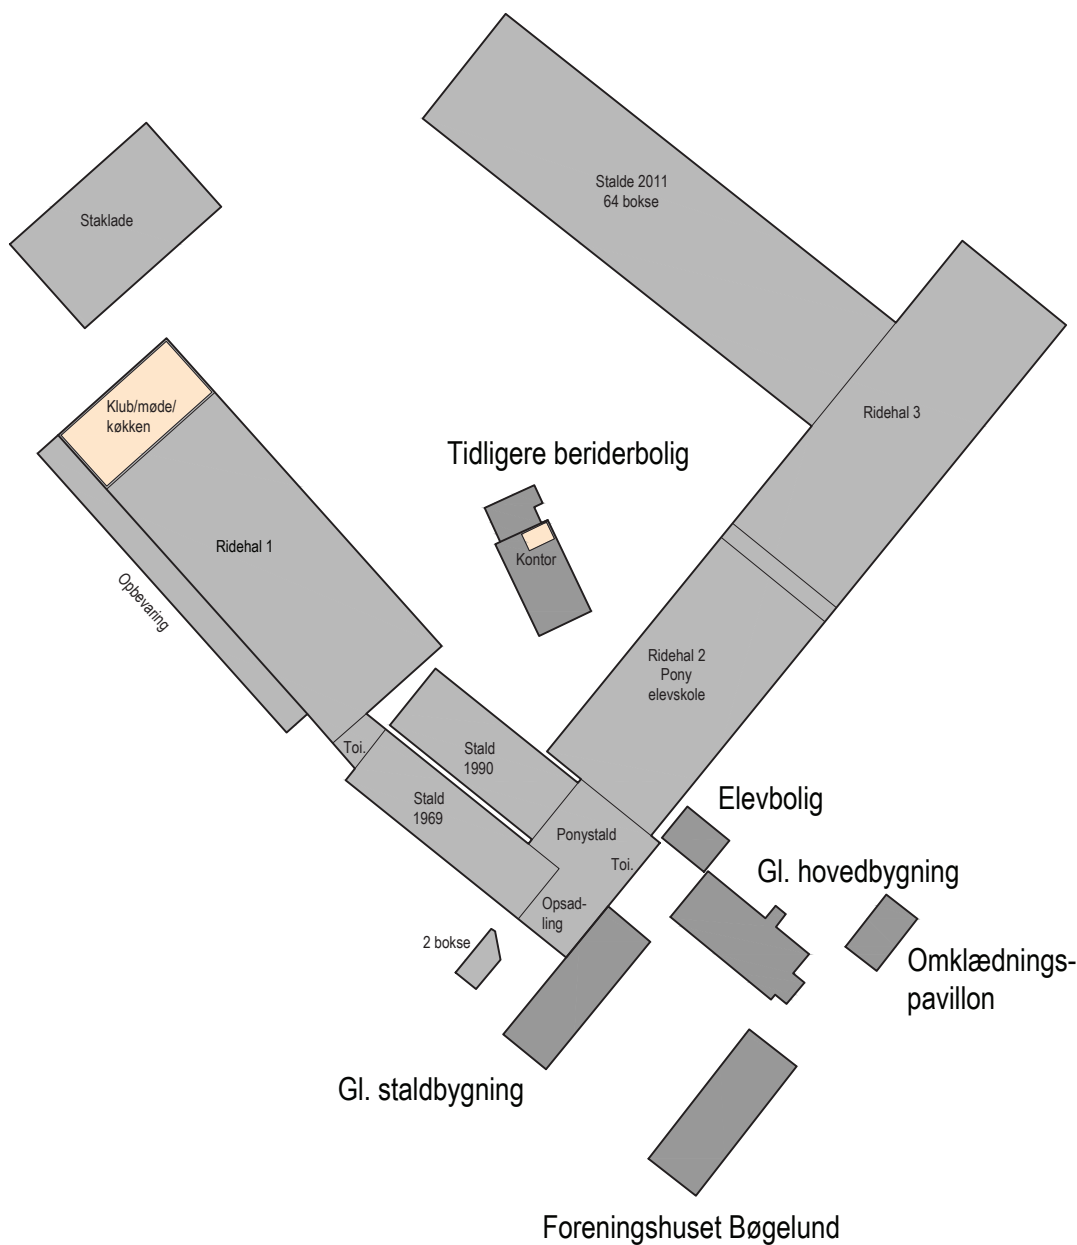 Stalde 2011
64 bokse
Staklade
Ridehal 3
Klub/møde/
køkken
Tidligere beriderbolig
Ridehal 1
Kontor
Opbevaring
Ridehal 2
Pony
elevskole
Toi.
Stald
1990
Stald
1969
Elevbolig
Ponystald
Toi.
Gl. hovedbygning
Opsad-
ling
2 bokse
Omklædnings-
pavillon
Gl. staldbygning
Foreningshuset Bøgelund